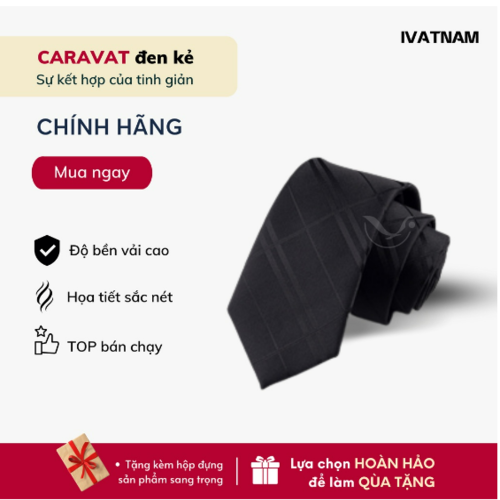 IVATNAM
CARAVAT đen kẻ
Sự kết hợp của tinh giản
CHÍNH HÃNG
Mua ngay
Độ bền vải cao
Họa tiết sắc nét
TOP bán chạy
• Tặng kèm hộp đựng
sản phẩm sang trọng
Lựa chọn HOÀN HẢO
để làm QÙA TẶNG